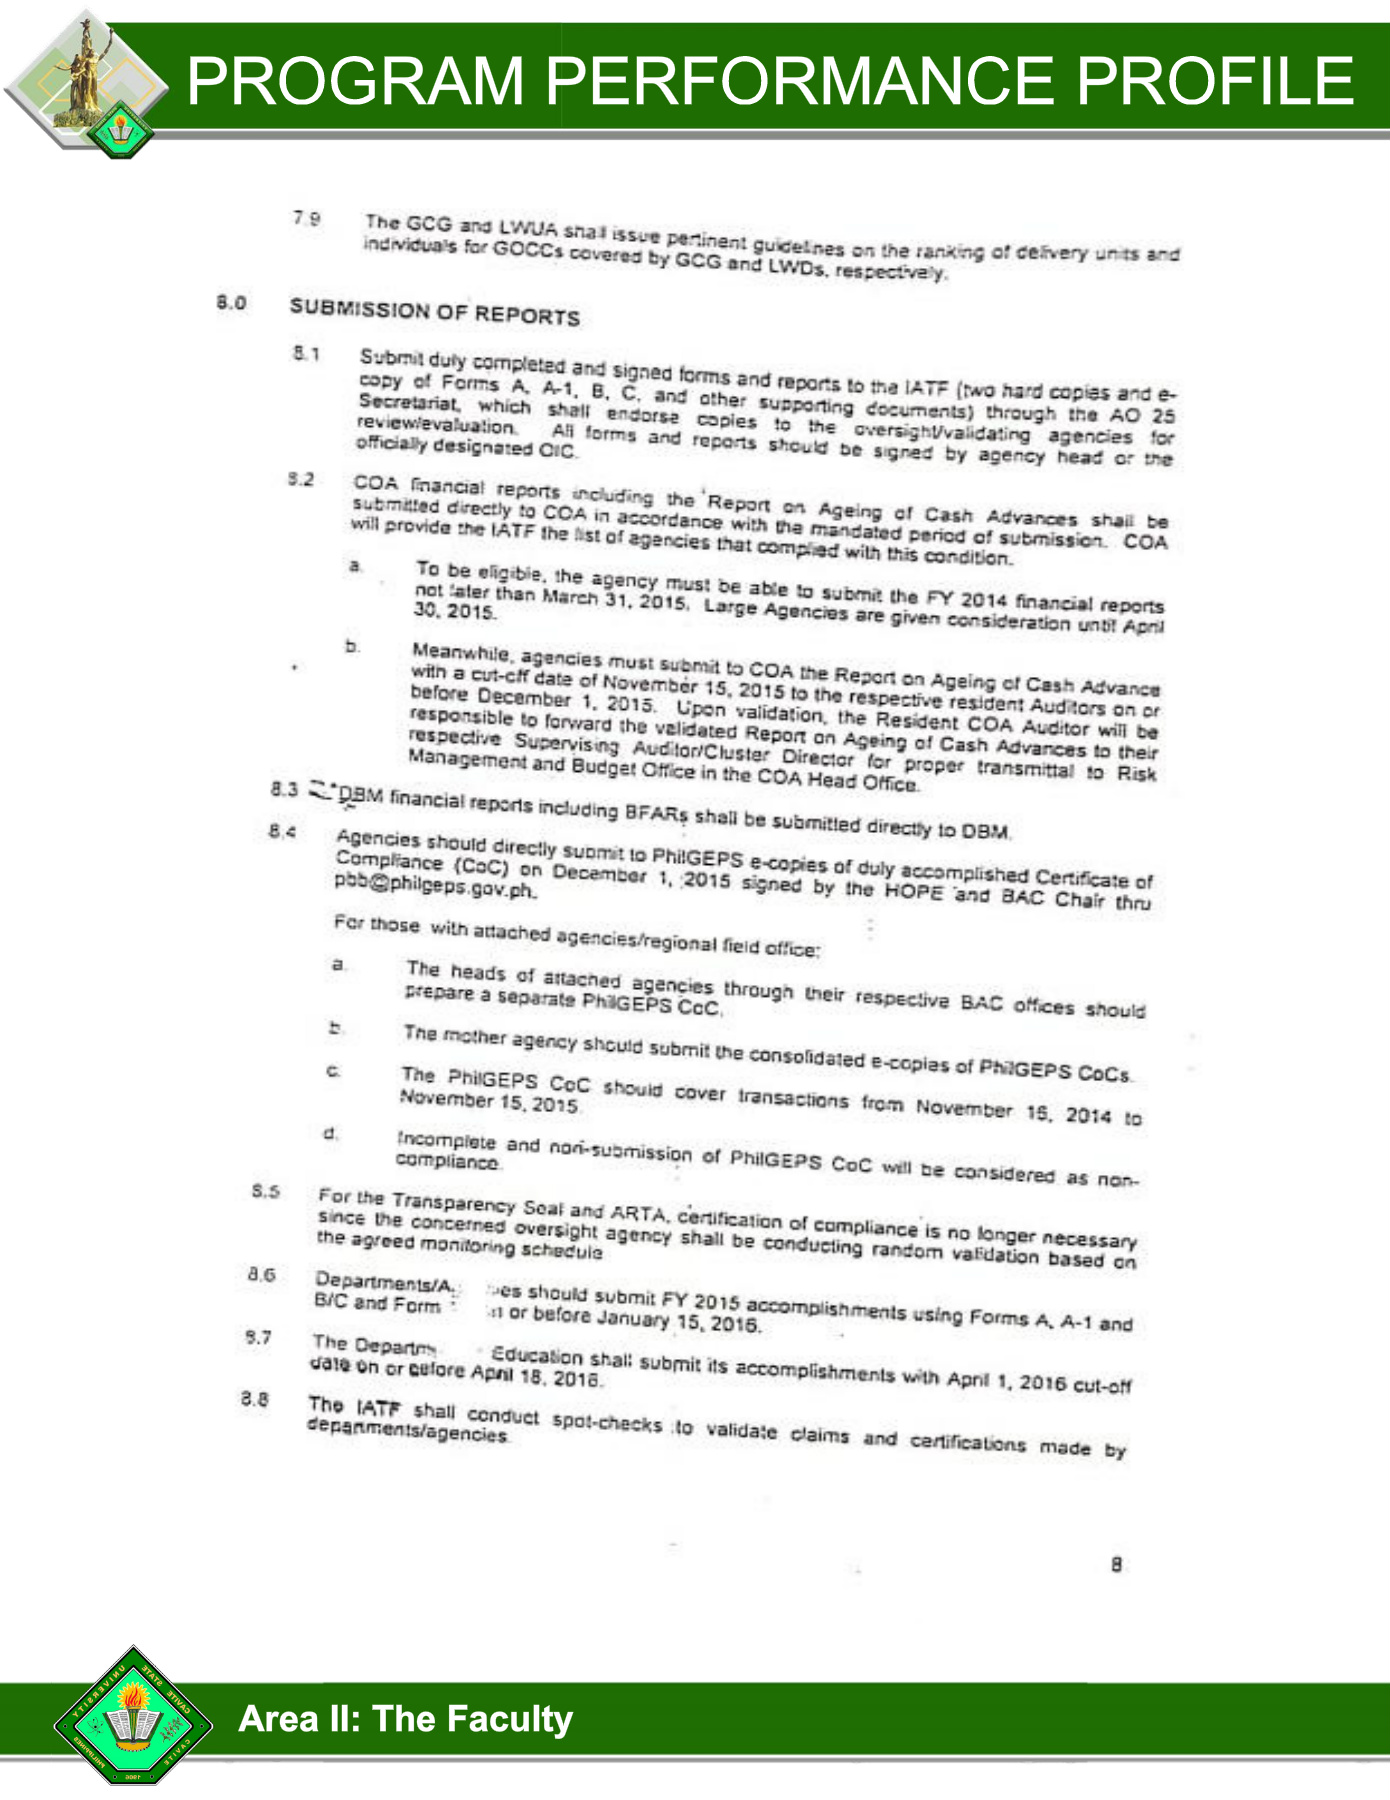 PROGRAM PERFORMANCE PROFILE
7.9 The GCG and LWUA shall issue pertinent guidelines on the ranking of delivery units and
individuals for GOCCs covered by GCG and LWDs, respectively.
8.0 SUBMISSION OF REPORTS
8.1 Submit duly completed and signed forms and reports to the IATF (two hard copies and e-
copy of Forms A, A-1, B, C, and other supporting documents) through the AO 25
Secretariat, which shall endorse copies to the oversight/validating agencies for
review/evaluation. All forms and reports should be signed by agency head or the
officially designated OIC.
8.2 COA financial reports including the Report on Ageing of Cash Advances shall be
submitted directly to COA in accordance with the mandated period of submission. COA
will provide the IATF the list of agencies that complied with this condition.
a. To be eligible, the agency must be able to submit the FY 2014 financial reports
not later than March 31, 2015. Large Agencies are given consideration until April
30, 2015.
b. Meanwhile, agencies must submit to COA the Report on Ageing of Cash Advance
with a cut-off date of November 15, 2015 to the respective resident Auditors on or
before December 1, 2015. Upon validation, the Resident COA Auditor will be
responsible to forward the validated Report on Ageing of Cash Advances to their
respective Supervising Auditor/Cluster Director for proper transmittal to Risk
Management and Budget Office in the COA Head Office.
8.3 DBM financial reports including BFARs shall be submitted directly to DBM.
8.4 Agencies should directly submit to PhilGEPS e-copies of duly accomplished Certificate of
Compliance (CoC) on December 1, 2015 signed by the HOPE and BAC Chair thru
pbb@philgeps.gov.ph.
For those with attached agencies/regional field office:
a. The heads of attached agencies through their respective BAC offices should
prepare a separate PhilGEPS CoC.
b. The mother agency should submit the consolidated e-copies of PhilGEPS CoCs.
c. The PhilGEPS CoC should cover transactions from November 16, 2014 to
November 15, 2015
d. Incomplete and non-submission of PhilGEPS CoC will be considered as non-
compliance.
8.5 For the Transparency Seal and ARTA, certification of compliance is no longer necessary
since the concerned oversight agency shall be conducting random validation based on
the agreed monitoring schedule
8.6 Departments/A should submit FY 2015 accomplishments using Forms A, A-1 and
B/C and Form or before January 15, 2016.
8.7 The Education shall submit its accomplishments with April 1, 2016 cut-off
date on or before April 18, 2016.
8.8 The IATF shall conduct spot-checks to validate claims and certifications made by
departments/agencies
8
CAVITE STATE UNIVERSITY
CAVITE
PHILIPPINES
1906
Area II: The Faculty